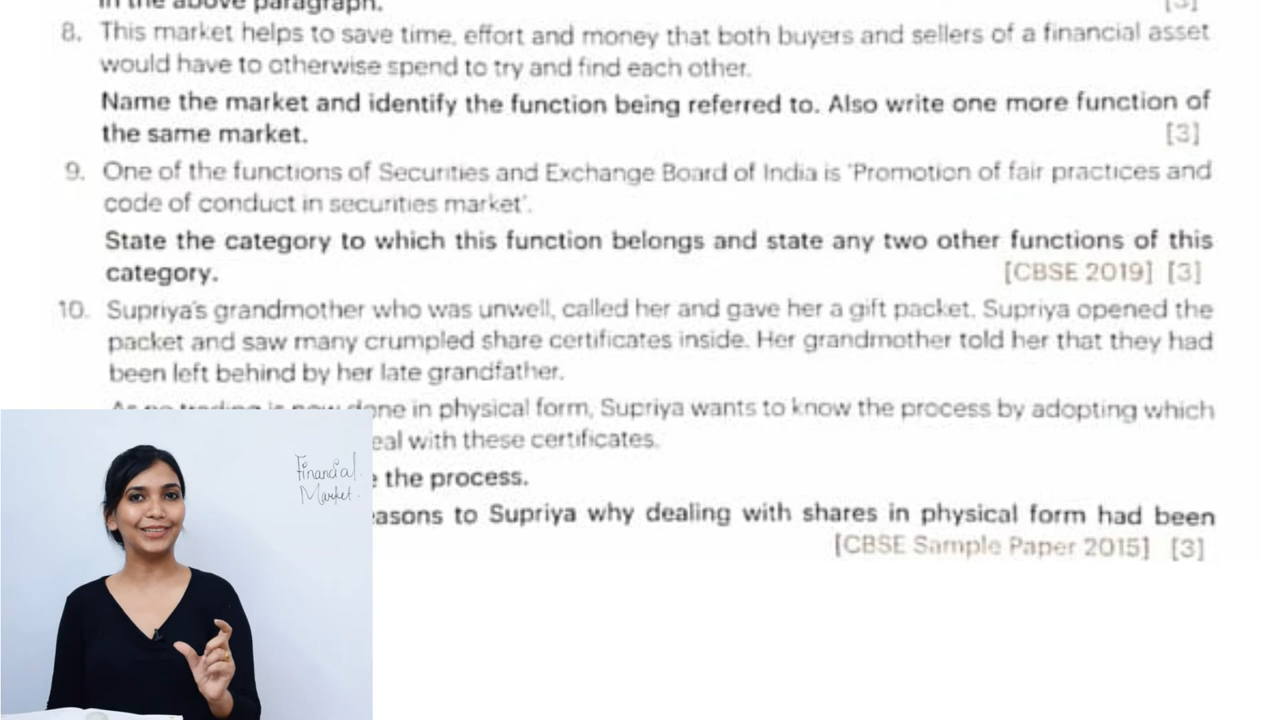 in the above paragraph. [3]
8. This market helps to save time, effort and money that both buyers and sellers of a financial asset
would have to otherwise spend to try and find each other.
Name the market and identify the function being referred to. Also write one more function of
the same market. [3]
9. One of the functions of Securities and Exchange Board of India is 'Promotion of fair practices and
code of conduct in securities market'.
State the category to which this function belongs and state any two other functions of this
category. [CBSE 2019] [3]
10. Supriya's grandmother who was unwell, called her and gave her a gift packet. Supriya opened the
packet and saw many crumpled share certificates inside. Her grandmother told her that they had
been left behind by her late grandfather.
As no trading is now done in physical form, Supriya wants to know the process by adopting which
eal with these certificates.
the process.
easons to Supriya why dealing with shares in physical form had been
[CBSE Sample Paper 2015] [3]
Financial
Market.